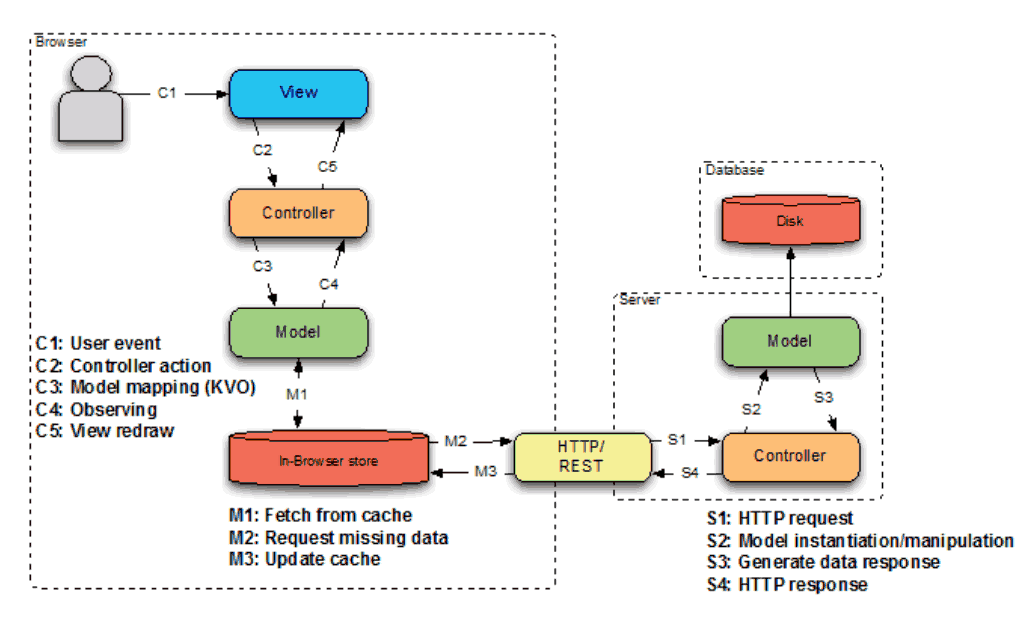 Browser
C1
View
C2
C5
Controller
C3
C4
Model
C1: User event
C2: Controller action
C3: Model mapping (KVO)
C4: Observing
C5: View redraw
M1
In-Browser store
M2
M3
HTTP/
REST
M1: Fetch from cache
M2: Request missing data
M3: Update cache
Database
Disk
Server
Model
S2
S3
S1
S4
Controller
S1: HTTP request
S2: Model instantiation/manipulation
S3: Generate data response
S4: HTTP response